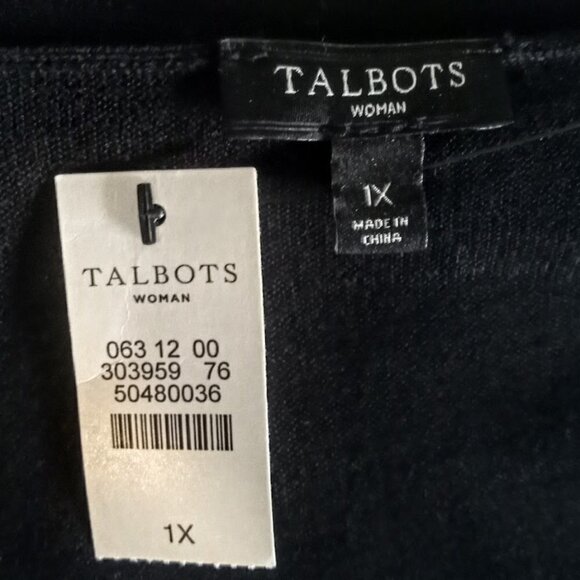 TALBOTS
WOMAN
1X
MADE IN
CHINA
TALBOTS
WOMAN
063 12 00
303959 76
50480036
1X